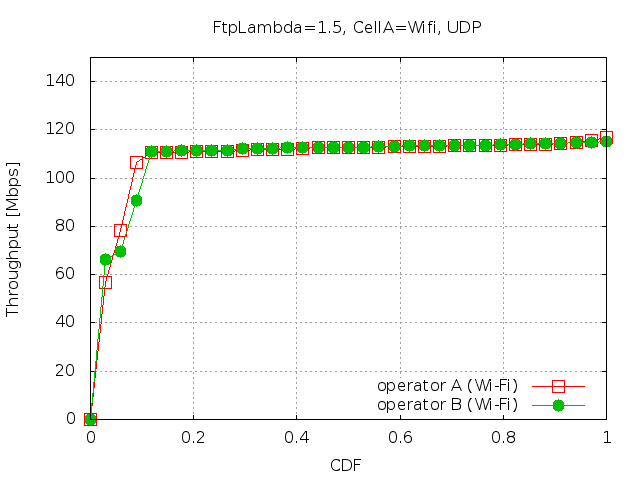 FtpLambda=1.5, CellA=Wifi, UDP
140
120
100
80
60
40
20
0
Throughput [Mbps]
operator A (Wi-Fi)
operator B (Wi-Fi)
0 0.2 0.4 0.6 0.8 1
CDF